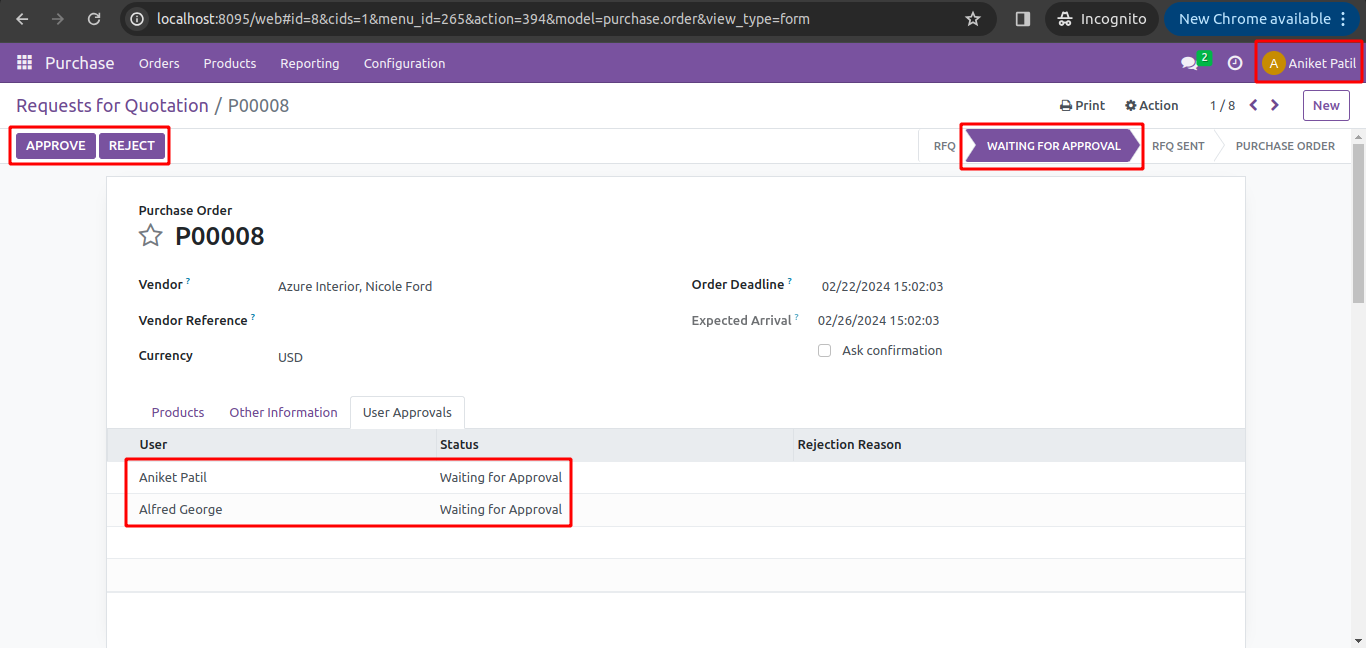 localhost:8095/web#id=8&cids=1&menu_id=265&action=394&model=purchase.order&view_type=form
Incognito
New Chrome available
Purchase Orders Products Reporting Configuration 2 A Aniket Patil
Requests for Quotation / P00008 Print Action 1 / 8 New
APPROVE REJECT RFQ WAITING FOR APPROVAL RFQ SENT PURCHASE ORDER
Purchase Order
P00008
Vendor ? Azure Interior, Nicole Ford Order Deadline ? 02/22/2024 15:02:03
Vendor Reference ? Expected Arrival ? 02/26/2024 15:02:03
Ask confirmation
Currency USD
Products Other Information User Approvals
User Status Rejection Reason
Aniket Patil Waiting for Approval
Alfred George Waiting for Approval